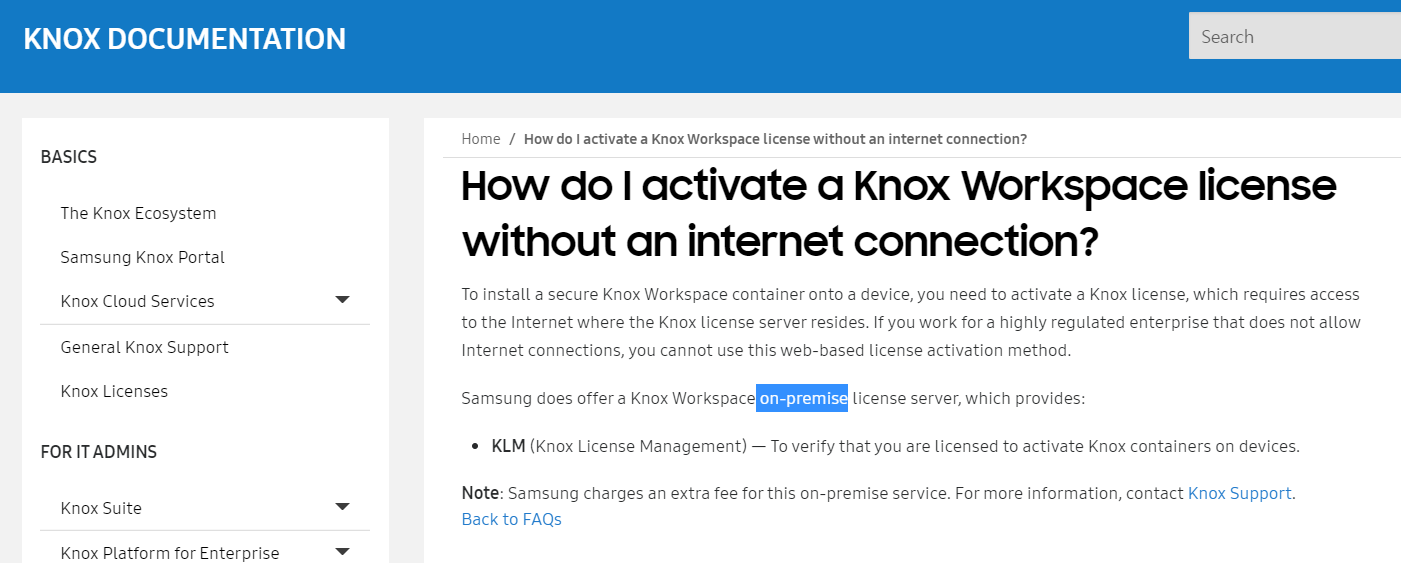 KNOX DOCUMENTATION
Search
BASICS
The Knox Ecosystem
Samsung Knox Portal
Knox Cloud Services
General Knox Support
Knox Licenses
FOR IT ADMINS
Knox Suite
Knox Platform for Enterprise
Home / How do I activate a Knox Workspace license without an internet connection?
How do I activate a Knox Workspace license
without an internet connection?
To install a secure Knox Workspace container onto a device, you need to activate a Knox license, which requires access
to the Internet where the Knox license server resides. If you work for a highly regulated enterprise that does not allow
Internet connections, you cannot use this web-based license activation method.
Samsung does offer a Knox Workspace on-premise license server, which provides:
• KLM (Knox License Management) — To verify that you are licensed to activate Knox containers on devices.
Note: Samsung charges an extra fee for this on-premise service. For more information, contact Knox Support.
Back to FAQs